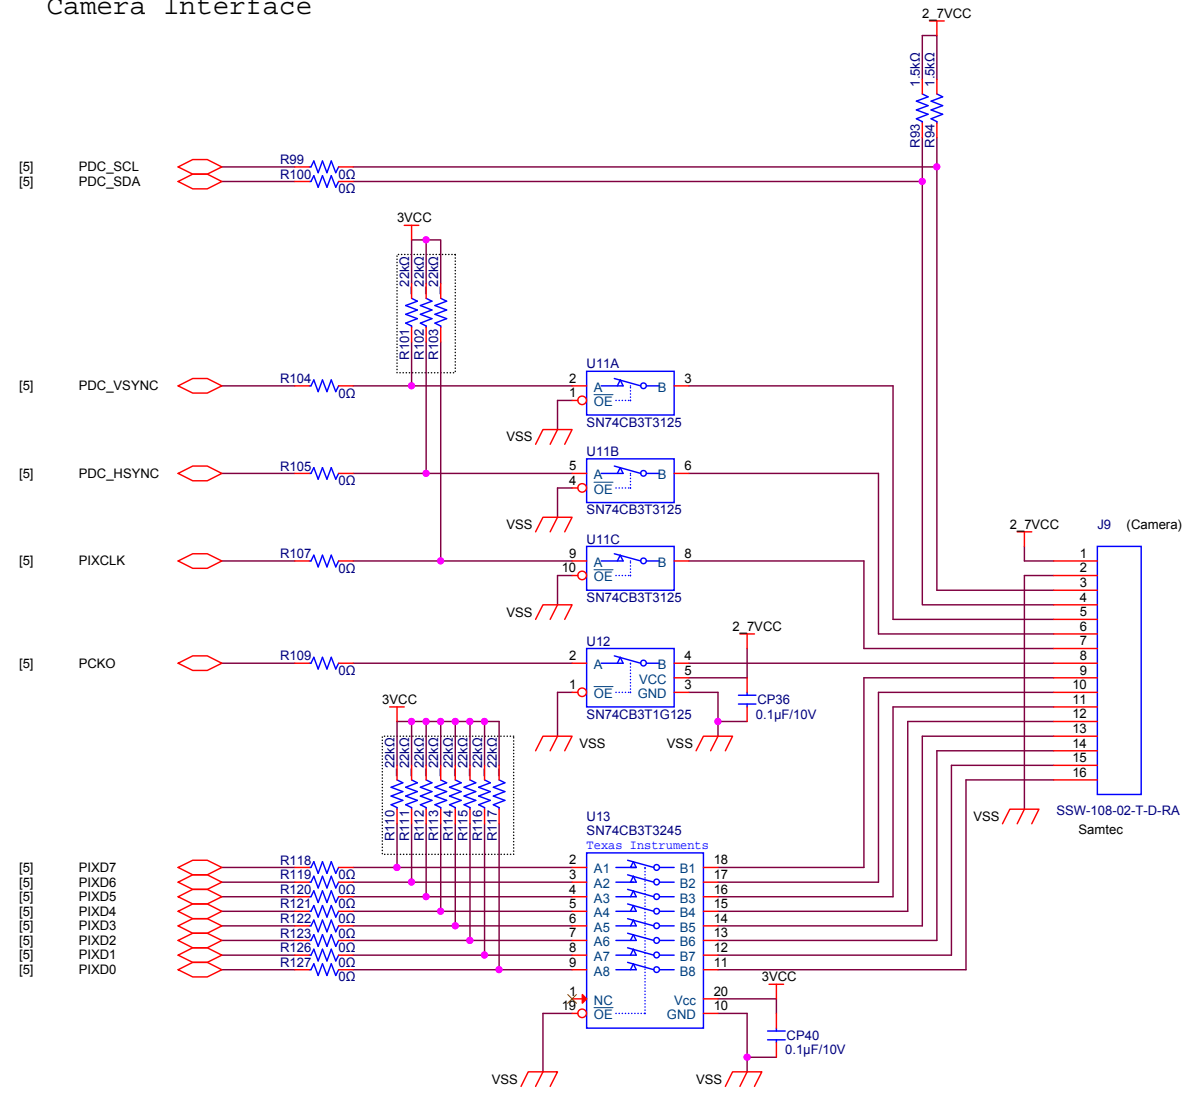 Camera Interface
2_7VCC
1.5kΩ 1.5kΩ
R93 R94
[5] PDC_SCL R99 0Ω
[5] PDC_SDA R100 0Ω
3VCC
22kΩ 22kΩ 22kΩ
R101 R102 R103
U11A
[5] PDC_VSYNC R104 0Ω 2 A B 3
1 OE
VSS SN74CB3T3125
U11B
[5] PDC_HSYNC R105 0Ω 5 A B 6
4 OE
VSS SN74CB3T3125
2_7VCC J9 (Camera)
U11C
[5] PIXCLK R107 0Ω 9 A B 8
10 OE
VSS SN74CB3T3125
1
2
3
4
5
6
7
8
9
10
11
12
13
14
15
16
VSS SSW-108-02-T-D-RA
Samtec
2_7VCC
U12
[5] PCKO R109 0Ω 2 A B 4
VCC 5
1 OE GND 3
SN74CB3T1G125
CP36
0.1µF/10V
VSS VSS
3VCC
22kΩ 22kΩ 22kΩ 22kΩ 22kΩ 22kΩ 22kΩ 22kΩ
R110 R111 R112 R113 R114 R115 R116 R117
U13
SN74CB3T3245
Texas Instruments
[5] PIXD7 R118 0Ω 2 A1 B1 18
[5] PIXD6 R119 0Ω 3 A2 B2 17
[5] PIXD5 R120 0Ω 4 A3 B3 16
[5] PIXD4 R121 0Ω 5 A4 B4 15
[5] PIXD3 R122 0Ω 6 A5 B5 14
[5] PIXD2 R123 0Ω 7 A6 B6 13
[5] PIXD1 R126 0Ω 8 A7 B7 12
[5] PIXD0 R127 0Ω 9 A8 B8 11
3VCC
1 NC Vcc 20
19 OE GND 10
CP40
0.1µF/10V
VSS VSS